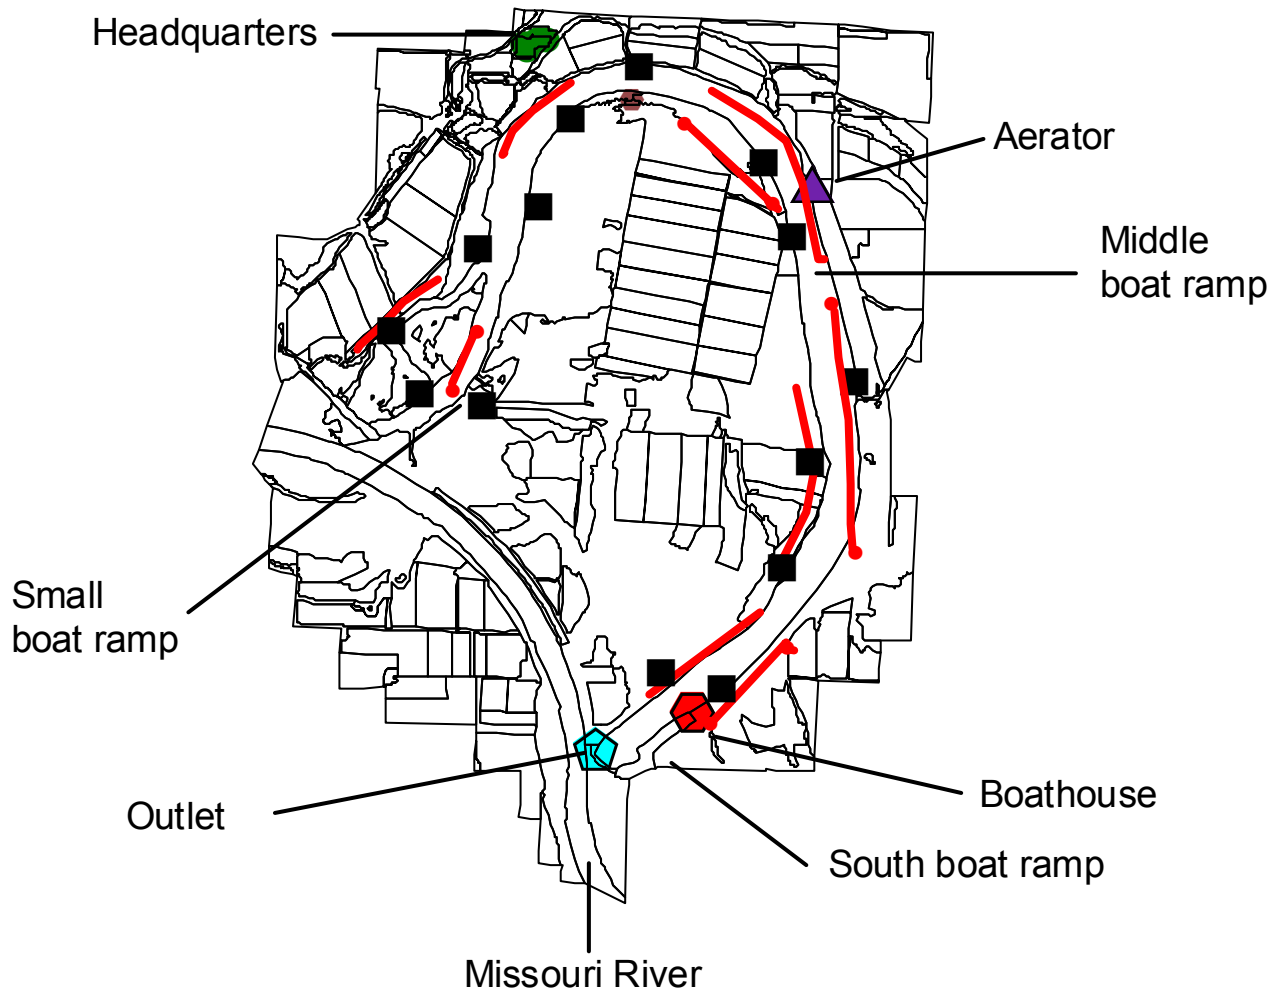 Headquarters
Aerator
Middle
boat ramp
Small
boat ramp
Boathouse
Outlet
South boat ramp
Missouri River